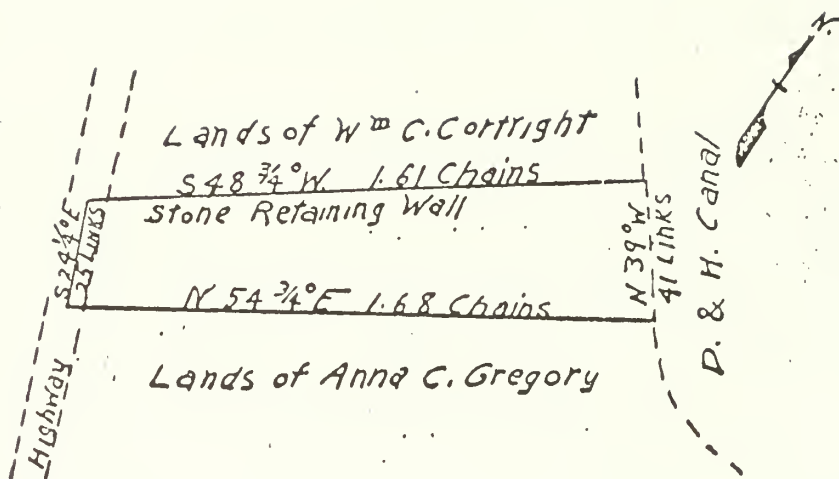 N.
Lands of Wᵐ C. Cortright
S 48 ¾° W. 1.61 Chains
Stone Retaining Wall
S 24 ¼° E
25 LINKS
N 39° W
41 LINKS
D. & H. Canal
N 54 ¾° E 1.68 Chains
Lands of Anna C. Gregory
Highway